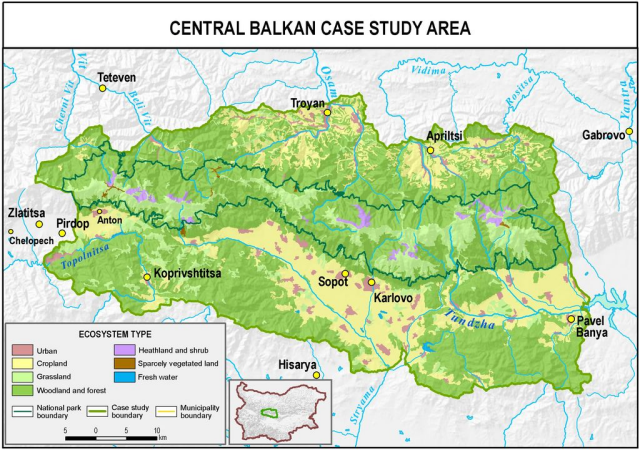 CENTRAL BALKAN CASE STUDY AREA
Teteven
Vit
Cherni Vit
Beli Vit
Osam
Troyan
Vidima
Rositsa
Yantra
Apriltsi
Gabrovo
Zlatitsa
Pirdop
Anton
Chelopech
Topolnitsa
Koprivshtitsa
Sopot
Karlovo
Tundzha
Pavel
Banya
Hisarya
Stryama
ECOSYSTEM TYPE
Urban
Cropland
Grassland
Woodland and forest
Heathland and shrub
Sparcely vegetated land
Fresh water
National park
boundary
Case study
boundary
Municipality
boundary
5 0 5 10
km